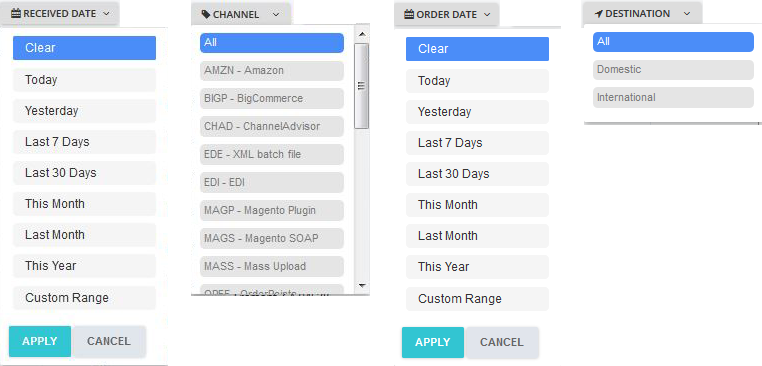 RECEIVED DATE
Clear
Today
Yesterday
Last 7 Days
Last 30 Days
This Month
Last Month
This Year
Custom Range
APPLY CANCEL
CHANNEL
All
AMZN - Amazon
BIGP - BigCommerce
CHAD - ChannelAdvisor
EDE - XML batch file
EDI - EDI
MAGP - Magento Plugin
MAGS - Magento SOAP
MASS - Mass Upload
ORDER DATE
Clear
Today
Yesterday
Last 7 Days
Last 30 Days
This Month
Last Month
This Year
Custom Range
APPLY CANCEL
DESTINATION
All
Domestic
International